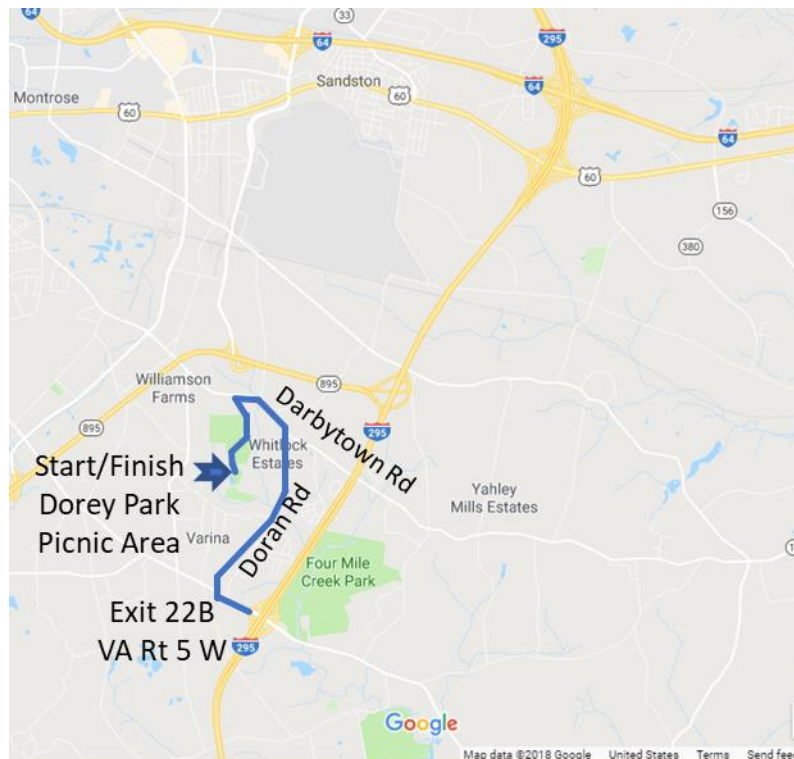 33
64
295
64
Sandston
60
Montrose
60
64
60
156
380
Williamson
Farms
895
895
Darbytown Rd
295
Whitlock
Estates
Start/Finish
Dorey Park
Picnic Area
Yahley
Mills Estates
Doran Rd
Varina
Four Mile
Creek Park
Exit 22B
VA Rt 5 W
295
Google
Map data ©2018 Google United States Terms Send fee